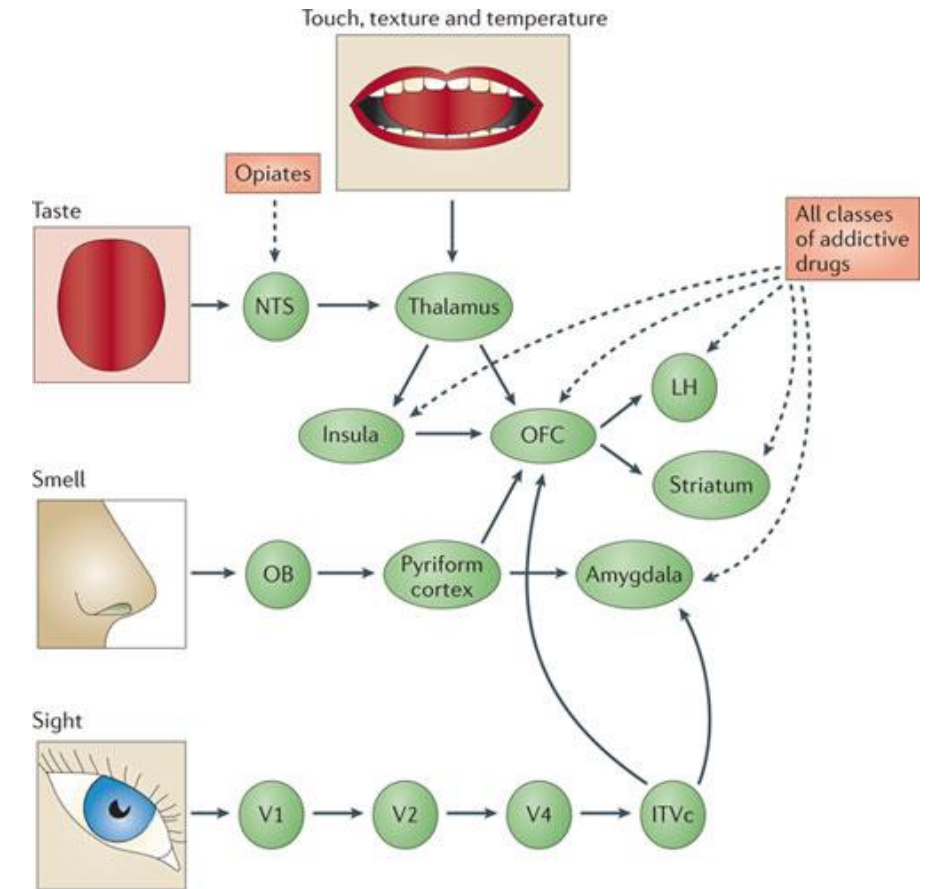 Touch, texture and temperature
Opiates
Taste
All classes
of addictive
drugs
NTS
Thalamus
LH
Insula
OFC
Striatum
Smell
OB
Pyriform
cortex
Amygdala
Sight
V1
V2
V4
ITVc